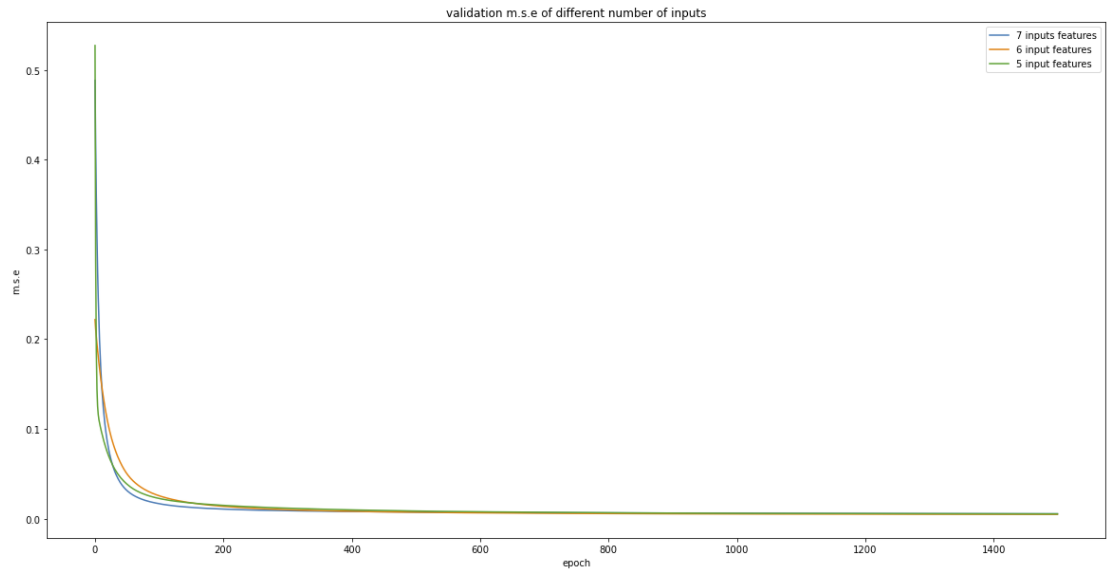 validation m.s.e of different number of inputs
7 inputs features
6 input features
5 input features
0.5
0.4
0.3
0.2
0.1
0.0
m.s.e
0 200 400 600 800 1000 1200 1400
epoch